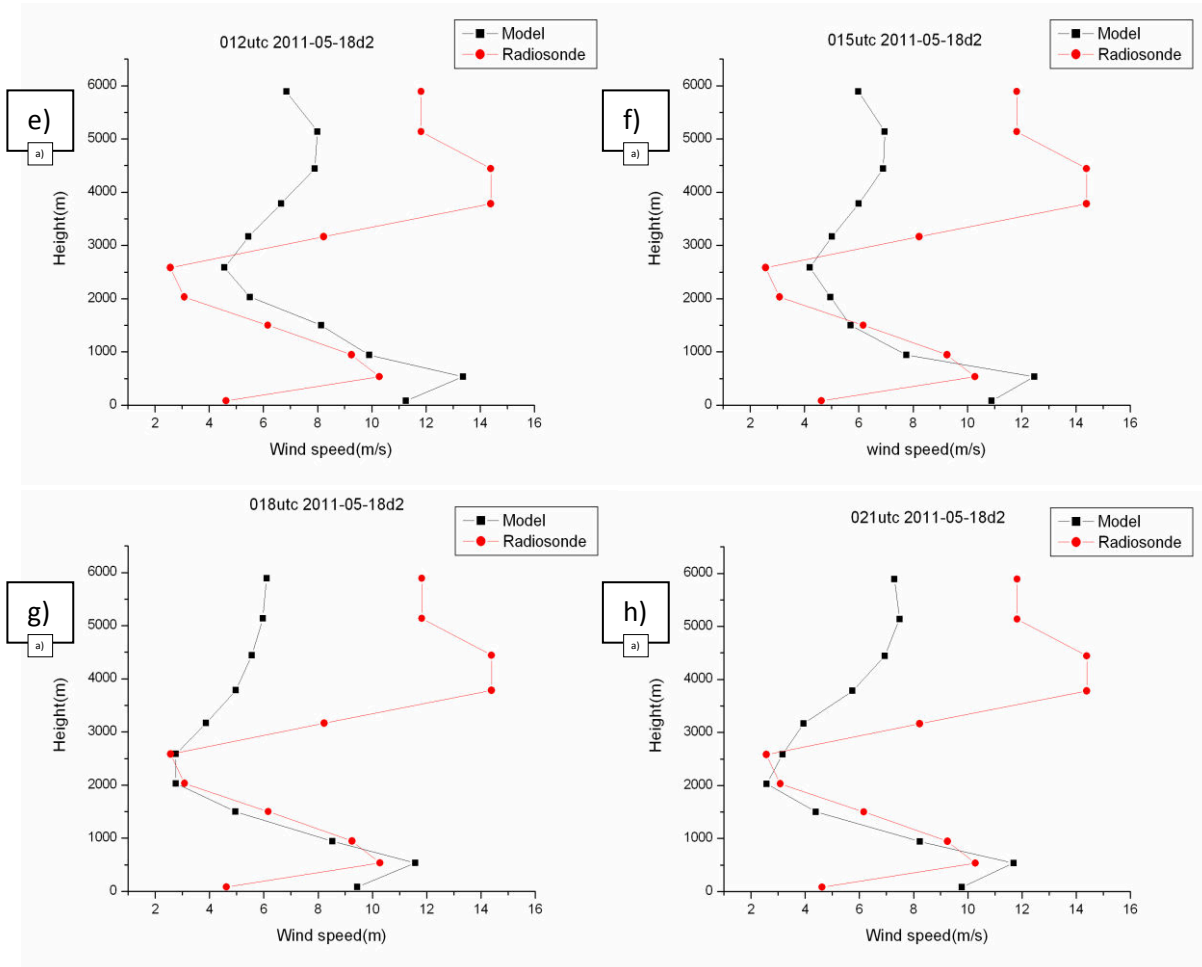 012utc 2011-05-18d2
Model
Radiosonde
e)
a)
Height(m)
6000
5000
4000
3000
2000
1000
0
2 4 6 8 10 12 14 16
Wind speed(m/s)
015utc 2011-05-18d2
Model
Radiosonde
f)
a)
Height(m)
6000
5000
4000
3000
2000
1000
0
2 4 6 8 10 12 14 16
wind speed(m/s)
018utc 2011-05-18d2
Model
Radiosonde
g)
a)
Height(m)
6000
5000
4000
3000
2000
1000
0
2 4 6 8 10 12 14 16
Wind speed(m)
021utc 2011-05-18d2
Model
Radiosonde
h)
a)
Height(m)
6000
5000
4000
3000
2000
1000
0
2 4 6 8 10 12 14 16
Wind speed(m/s)